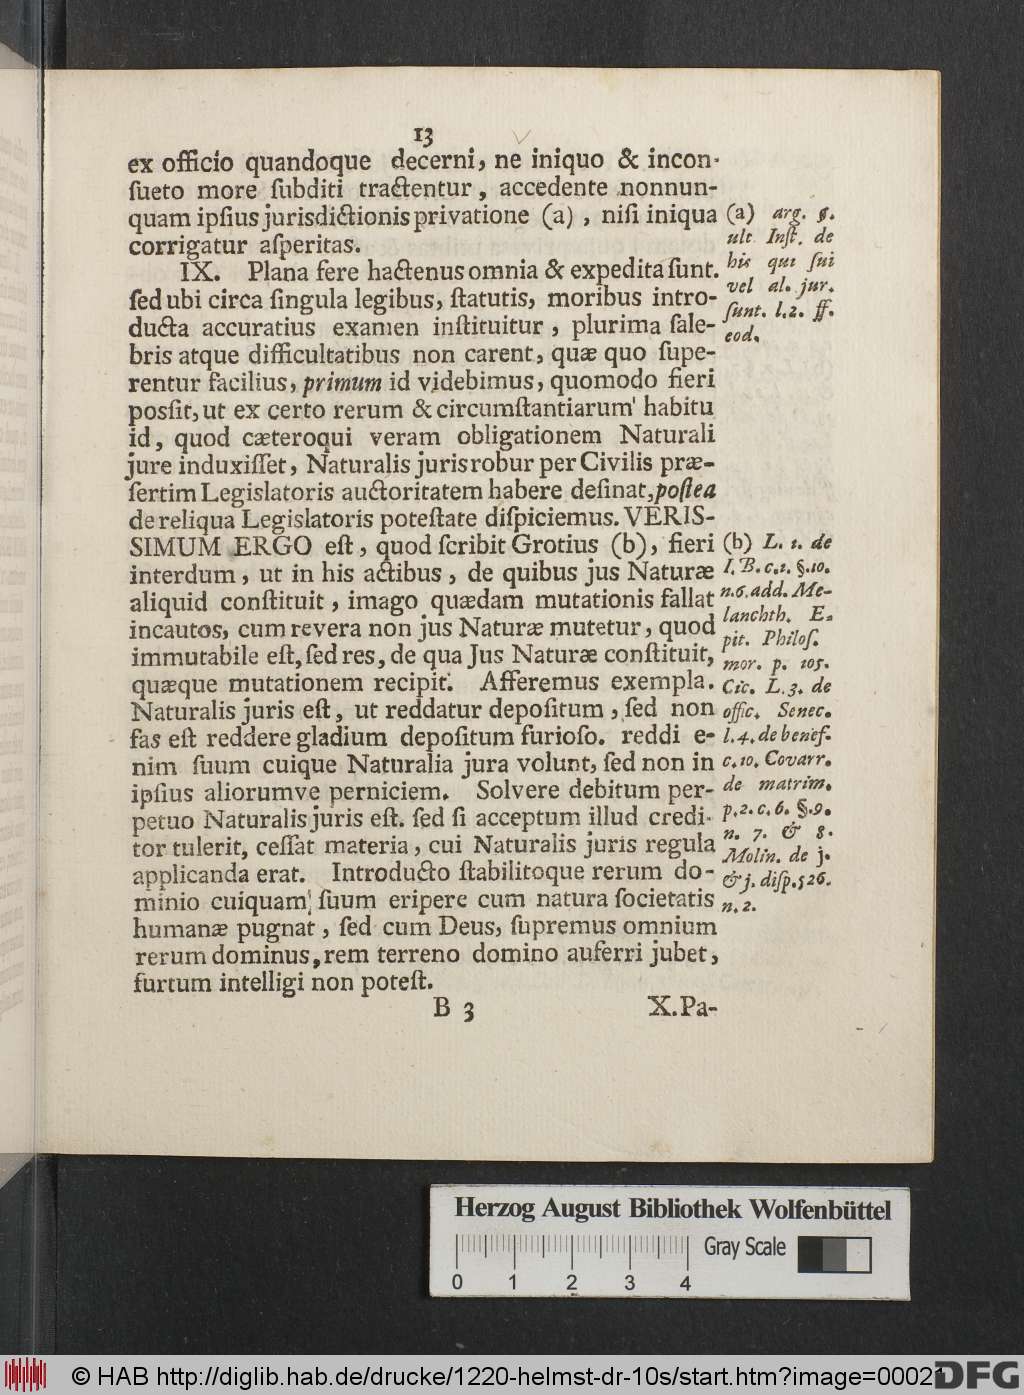 13
ex officio quandoque decerni, ne iniquo & incon-
ſueto more ſubditi tractentur, accedente nonnun-
quam ipſius jurisdictionis privatione (a), niſi iniqua
corrigatur aſperitas.
IX. Plana fere hactenus omnia & expedita ſunt.
ſed ubi circa ſingula legibus, ſtatutis, moribus intro-
ducta accuratius examen inſtituitur, plurima ſale-
bris atque difficultatibus non carent, quæ quo ſupe-
rentur facilius, primum id videbimus, quomodo fieri
posſit, ut ex certo rerum & circumſtantiarum habitu
id, quod cæteroqui veram obligationem Naturali
jure induxiſſet, Naturalis juris robur per Civilis præ-
ſertim Legislatoris auctoritatem habere deſinat, poſtea
de reliqua Legislatoris poteſtate diſpiciemus. VERIS-
SIMUM ERGO eſt, quod ſcribit Grotius (b), fieri
interdum, ut in his actibus, de quibus jus Naturæ
aliquid conſtituit, imago quædam mutationis fallat
incautos, cum revera non jus Naturæ mutetur, quod
immutabile eſt, ſed res, de qua Jus Naturæ conſtituit,
quæque mutationem recipit. Afferemus exempla.
Naturalis juris eſt, ut reddatur depoſitum, ſed non
fas eſt reddere gladium depoſitum furioſo. reddi e-
nim ſuum cuique Naturalia jura volunt, ſed non in
ipſius aliorumve perniciem. Solvere debitum per-
petuo Naturalis juris eſt. ſed ſi acceptum illud credi-
tor tulerit, ceſſat materia, cui Naturalis juris regula
applicanda erat. Introducto ſtabilitoque rerum do-
minio cuiquam ſuum eripere cum natura ſocietatis
humanæ pugnat, ſed cum Deus, ſupremus omnium
rerum dominus, rem terreno domino auferri jubet,
furtum intelligi non poteſt.
B 3
X. Pa-
(a) arg. §.
ult Inſt. de
his qui ſui
vel al. jur.
ſunt. l.2. ff.
eod.
(b) L. 1. de
I. B. c.1. §.10.
n.6. add. Me-
lanchth. E-
pit. Philoſ.
mor. p. 105.
Cic. L.3. de
offic. Senec.
l.4. de benef.
c.10. Covarr.
de matrim.
p.2. c.6. §.9.
n. 7. & 8.
Molin. de j.
& j. diſp. 526.
n.2.
Herzog August Bibliothek Wolfenbüttel
Gray Scale
0 1 2 3 4
© HAB http://diglib.hab.de/drucke/1220-helmst-dr-10s/start.htm?image=00021
DFG